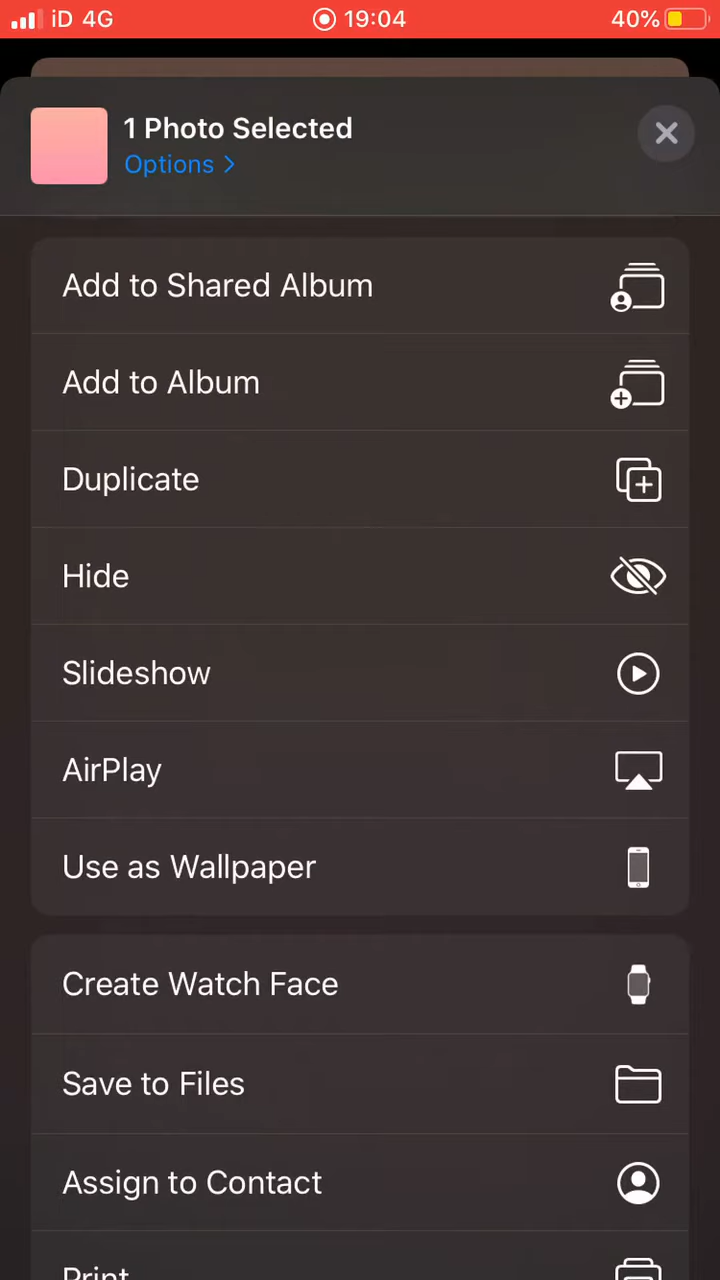 iD 4G 19:04 40%
1 Photo Selected
Options
Add to Shared Album
Add to Album
Duplicate
Hide
Slideshow
AirPlay
Use as Wallpaper
Create Watch Face
Save to Files
Assign to Contact
Print